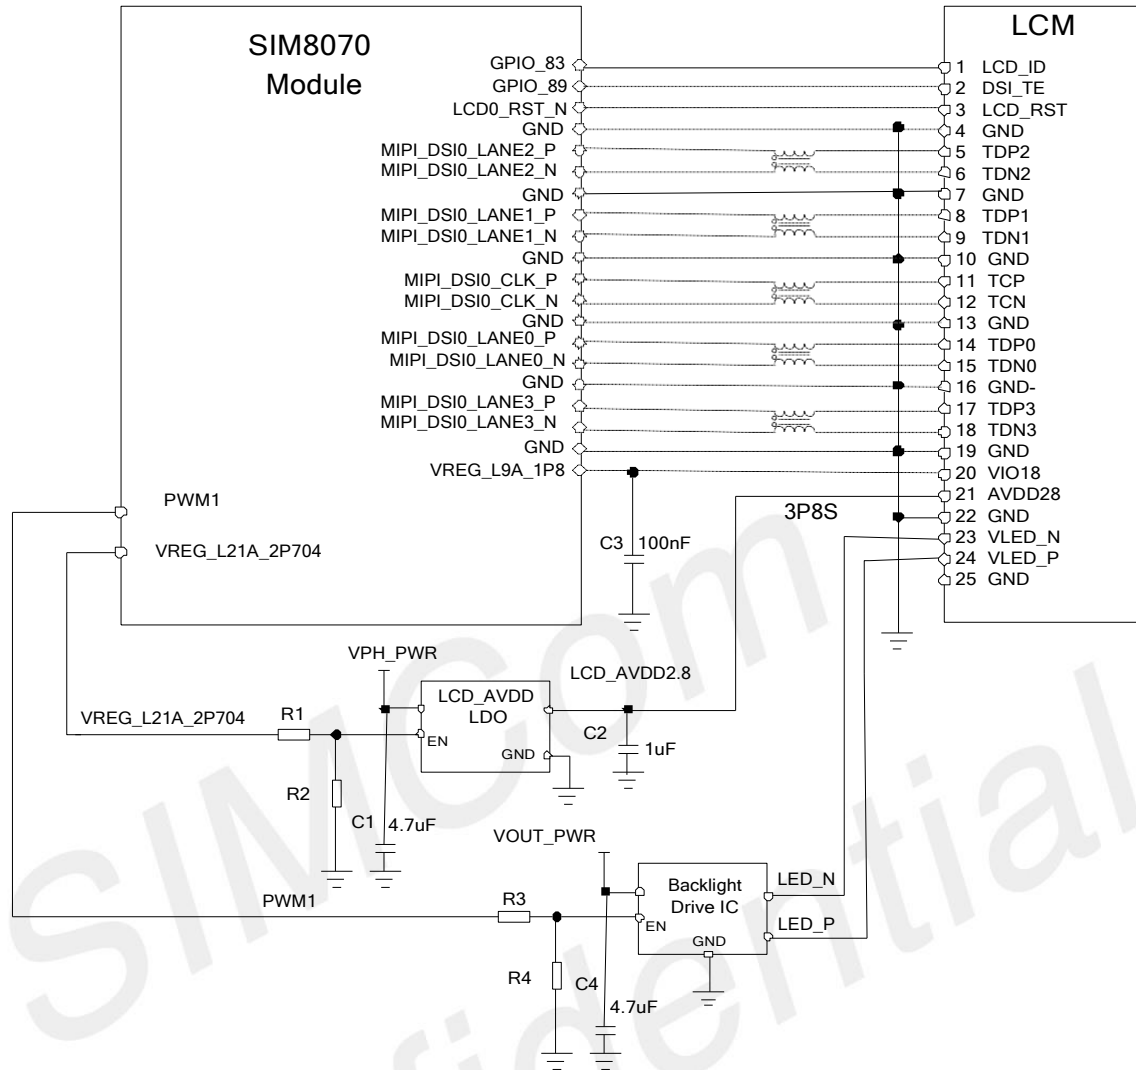 SIM8070
Module
GPIO_83
GPIO_89
LCD0_RST_N
GND
MIPI_DSI0_LANE2_P
MIPI_DSI0_LANE2_N
GND
MIPI_DSI0_LANE1_P
MIPI_DSI0_LANE1_N
GND
MIPI_DSI0_CLK_P
MIPI_DSI0_CLK_N
GND
MIPI_DSI0_LANE0_P
MIPI_DSI0_LANE0_N
GND
MIPI_DSI0_LANE3_P
MIPI_DSI0_LANE3_N
GND
VREG_L9A_1P8
PWM1
VREG_L21A_2P704
LCM
1 LCD_ID
2 DSI_TE
3 LCD_RST
4 GND
5 TDP2
6 TDN2
7 GND
8 TDP1
9 TDN1
10 GND
11 TCP
12 TCN
13 GND
14 TDP0
15 TDN0
16 GND-
17 TDP3
18 TDN3
19 GND
20 VIO18
21 AVDD28
22 GND
23 VLED_N
24 VLED_P
25 GND
3P8S
C3 100nF
VPH_PWR
LCD_AVDD2.8
LCD_AVDD
LDO
EN
GND
VREG_L21A_2P704
R1
R2
C1
4.7uF
C2
1uF
VOUT_PWR
Backlight
Drive IC
EN
GND
LED_N
LED_P
PWM1
R3
R4
C4
4.7uF
SIMCom
fidential